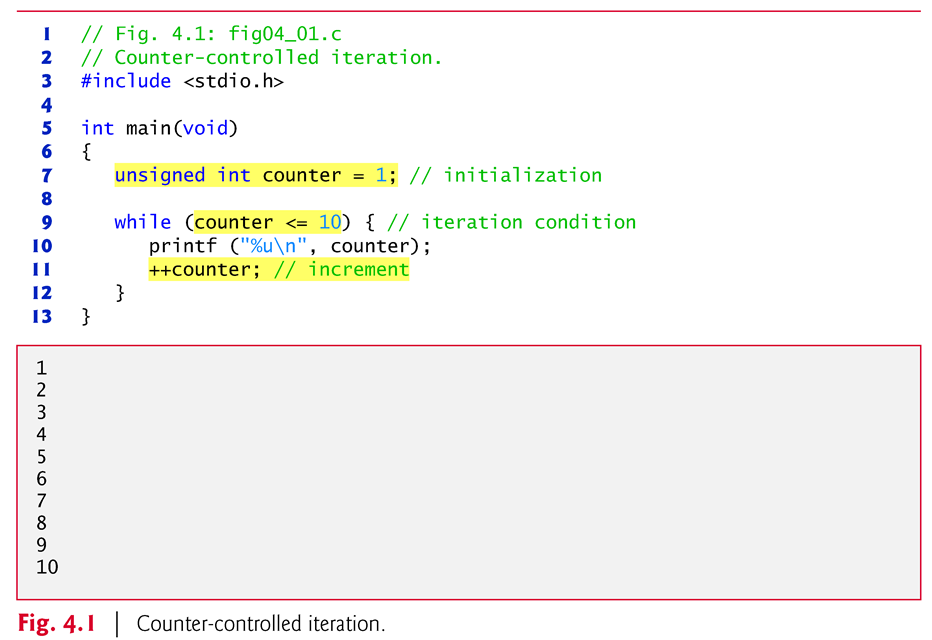 1 // Fig. 4.1: fig04_01.c
2 // Counter-controlled iteration.
3 #include <stdio.h>
4
5 int main(void)
6 {
7    unsigned int counter = 1; // initialization
8
9    while (counter <= 10) { // iteration condition
10       printf ("%u\n", counter);
11       ++counter; // increment
12    }
13 }
1
2
3
4
5
6
7
8
9
10
Fig. 4.1 | Counter-controlled iteration.